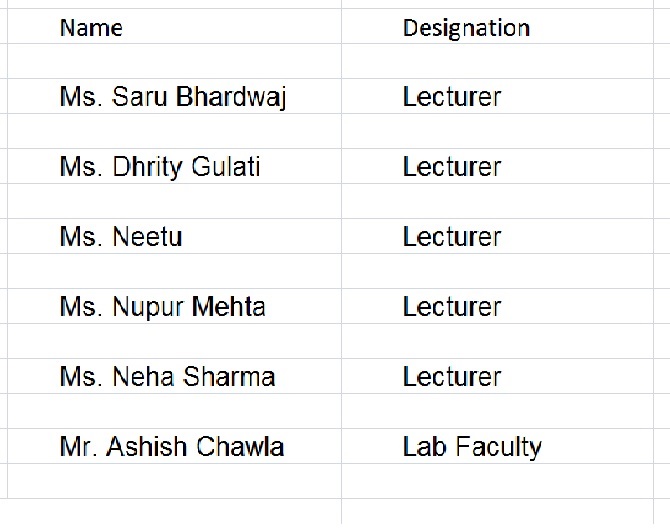 Name Designation
Ms. Saru Bhardwaj Lecturer
Ms. Dhrity Gulati Lecturer
Ms. Neetu Lecturer
Ms. Nupur Mehta Lecturer
Ms. Neha Sharma Lecturer
Mr. Ashish Chawla Lab Faculty